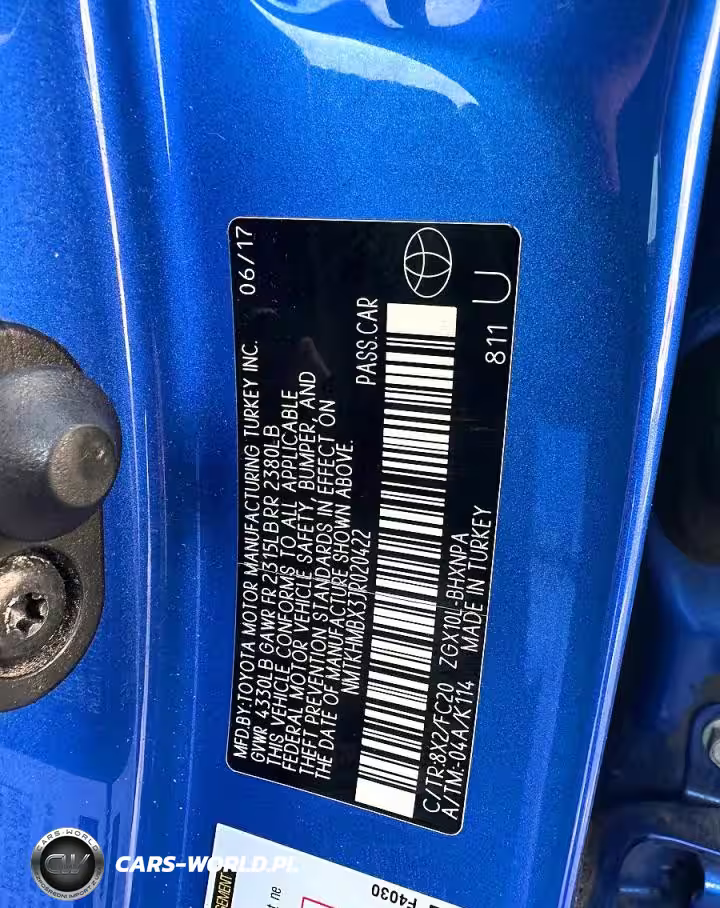 MFD.BY:TOYOTA MOTOR MANUFACTURING TURKEY INC. 06/17
GVWR 4330LB GAWR FR 2315LB RR 2380LB
THIS VEHICLE CONFORMS TO ALL APPLICABLE
FEDERAL MOTOR VEHICLE SAFETY, BUMPER, AND
THEFT PREVENTION STANDARDS IN EFFECT ON
THE DATE OF MANUFACTURE SHOWN ABOVE.
NMTKHMBX3JR020422 PASS.CAR
C/TR:8X2/FC20 ZGX10L-BHXNPA 811
A/TM:-04A/K114 MADE IN TURKEY U
F4030
CARS-WORLD
CW
CARS-WORLD.PL